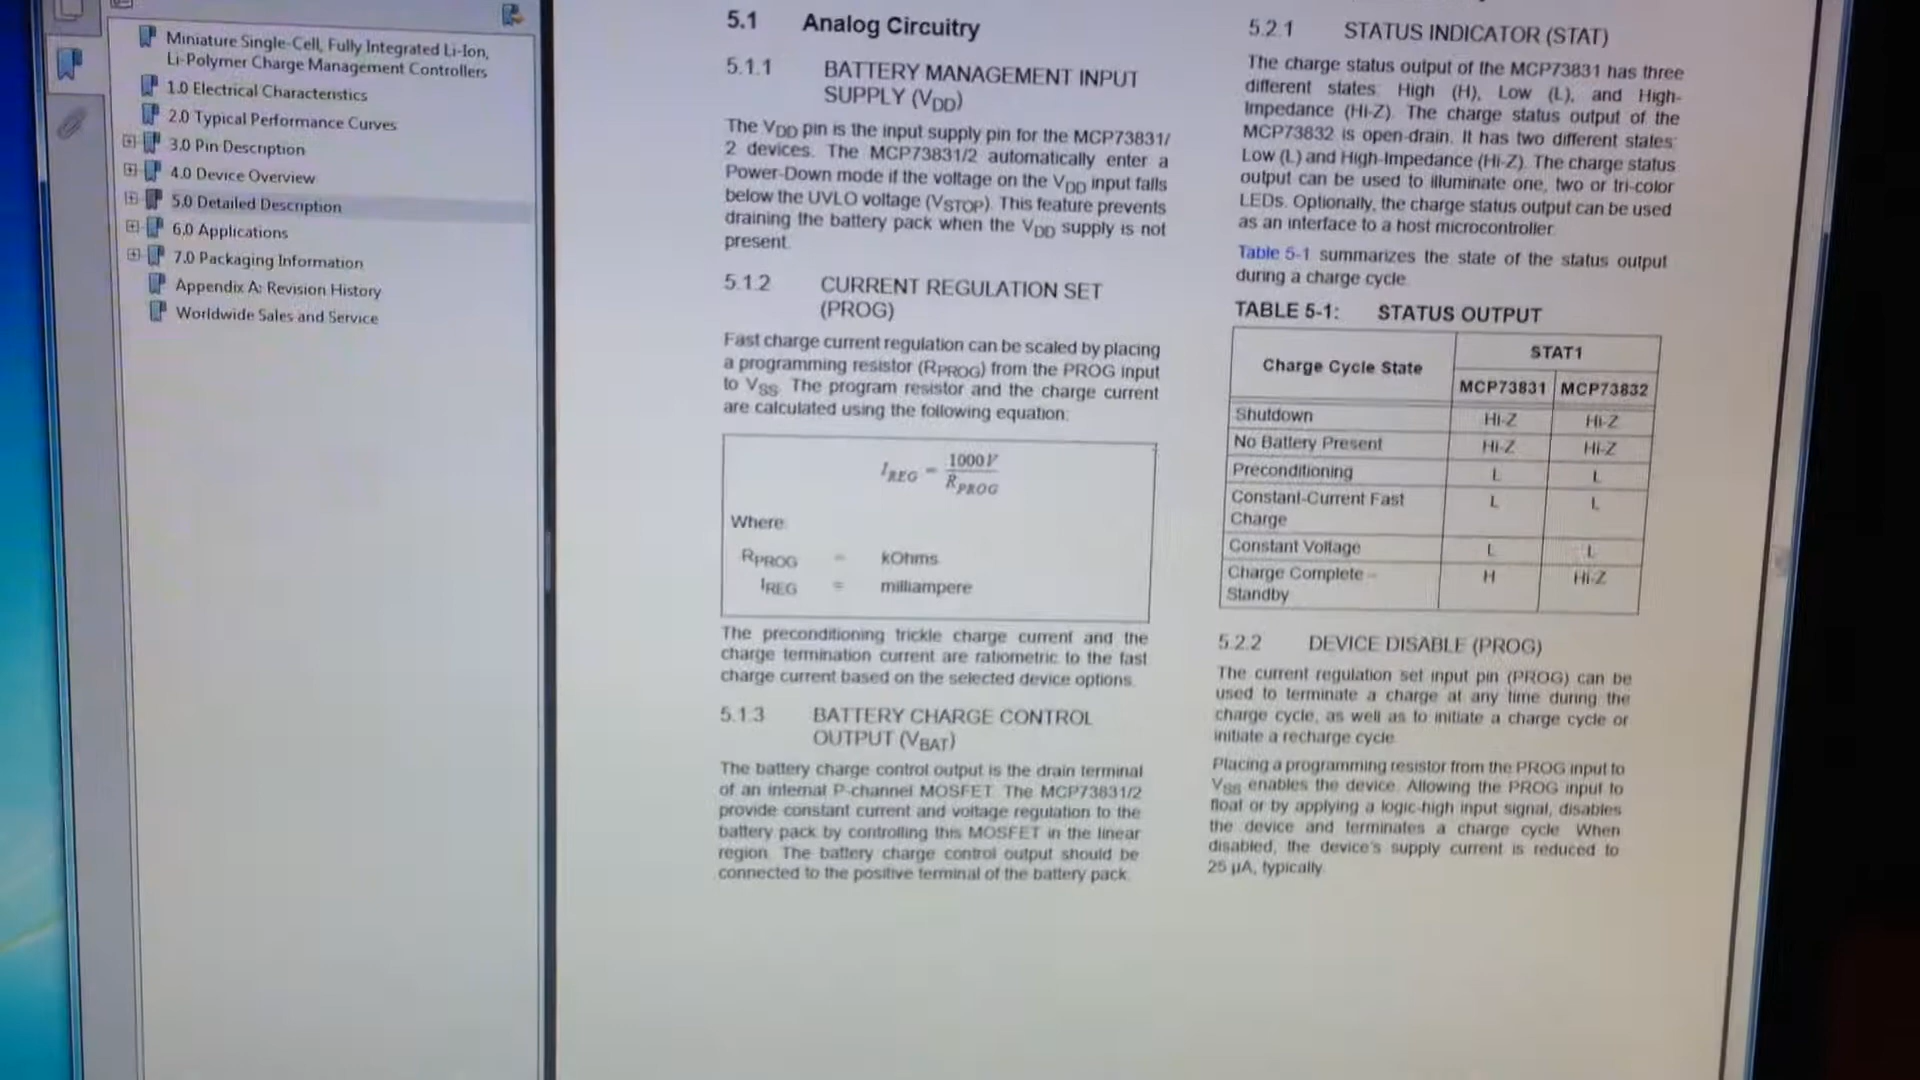 Miniature Single-Cell, Fully Integrated Li-Ion,
Li-Polymer Charge Management Controllers
1.0 Electrical Characteristics
2.0 Typical Performance Curves
3.0 Pin Description
4.0 Device Overview
5.0 Detailed Description
6.0 Applications
7.0 Packaging Information
Appendix A: Revision History
Worldwide Sales and Service
5.1 Analog Circuitry
5.1.1 BATTERY MANAGEMENT INPUT
SUPPLY (VDD)
The VDD pin is the input supply pin for the MCP73831/
2 devices. The MCP73831/2 automatically enter a
Power-Down mode if the voltage on the VDD input falls
below the UVLO voltage (VSTOP). This feature prevents
draining the battery pack when the VDD supply is not
present.
5.1.2 CURRENT REGULATION SET
(PROG)
Fast charge current regulation can be scaled by placing
a programming resistor (RPROG) from the PROG input
to VSS. The program resistor and the charge current
are calculated using the following equation:
IREG = 1000V
RPROG
Where:
RPROG = kOhms
IREG = milliampere
The preconditioning trickle charge current and the
charge termination current are ratiometric to the fast
charge current based on the selected device options.
5.1.3 BATTERY CHARGE CONTROL
OUTPUT (VBAT)
The battery charge control output is the drain terminal
of an internal P-channel MOSFET. The MCP73831/2
provide constant current and voltage regulation to the
battery pack by controlling this MOSFET in the linear
region. The battery charge control output should be
connected to the positive terminal of the battery pack.
5.2.1 STATUS INDICATOR (STAT)
The charge status output of the MCP73831 has three
different states: High (H), Low (L), and High-
Impedance (Hi-Z). The charge status output of the
MCP73832 is open-drain. It has two different states:
Low (L) and High-Impedance (Hi-Z). The charge status
output can be used to illuminate one, two or tri-color
LEDs. Optionally, the charge status output can be used
as an interface to a host microcontroller.
Table 5-1 summarizes the state of the status output
during a charge cycle.
TABLE 5-1: STATUS OUTPUT
Charge Cycle State STAT1
MCP73831 MCP73832
Shutdown Hi-Z Hi-Z
No Battery Present Hi-Z Hi-Z
Preconditioning L L
Constant-Current Fast
Charge L L
Constant Voltage L L
Charge Complete –
Standby H Hi-Z
5.2.2 DEVICE DISABLE (PROG)
The current regulation set input pin (PROG) can be
used to terminate a charge at any time during the
charge cycle, as well as to initiate a charge cycle or
initiate a recharge cycle.
Placing a programming resistor from the PROG input to
VSS enables the device. Allowing the PROG input to
float or by applying a logic-high input signal, disables
the device and terminates a charge cycle. When
disabled, the device's supply current is reduced to
25 µA, typically.